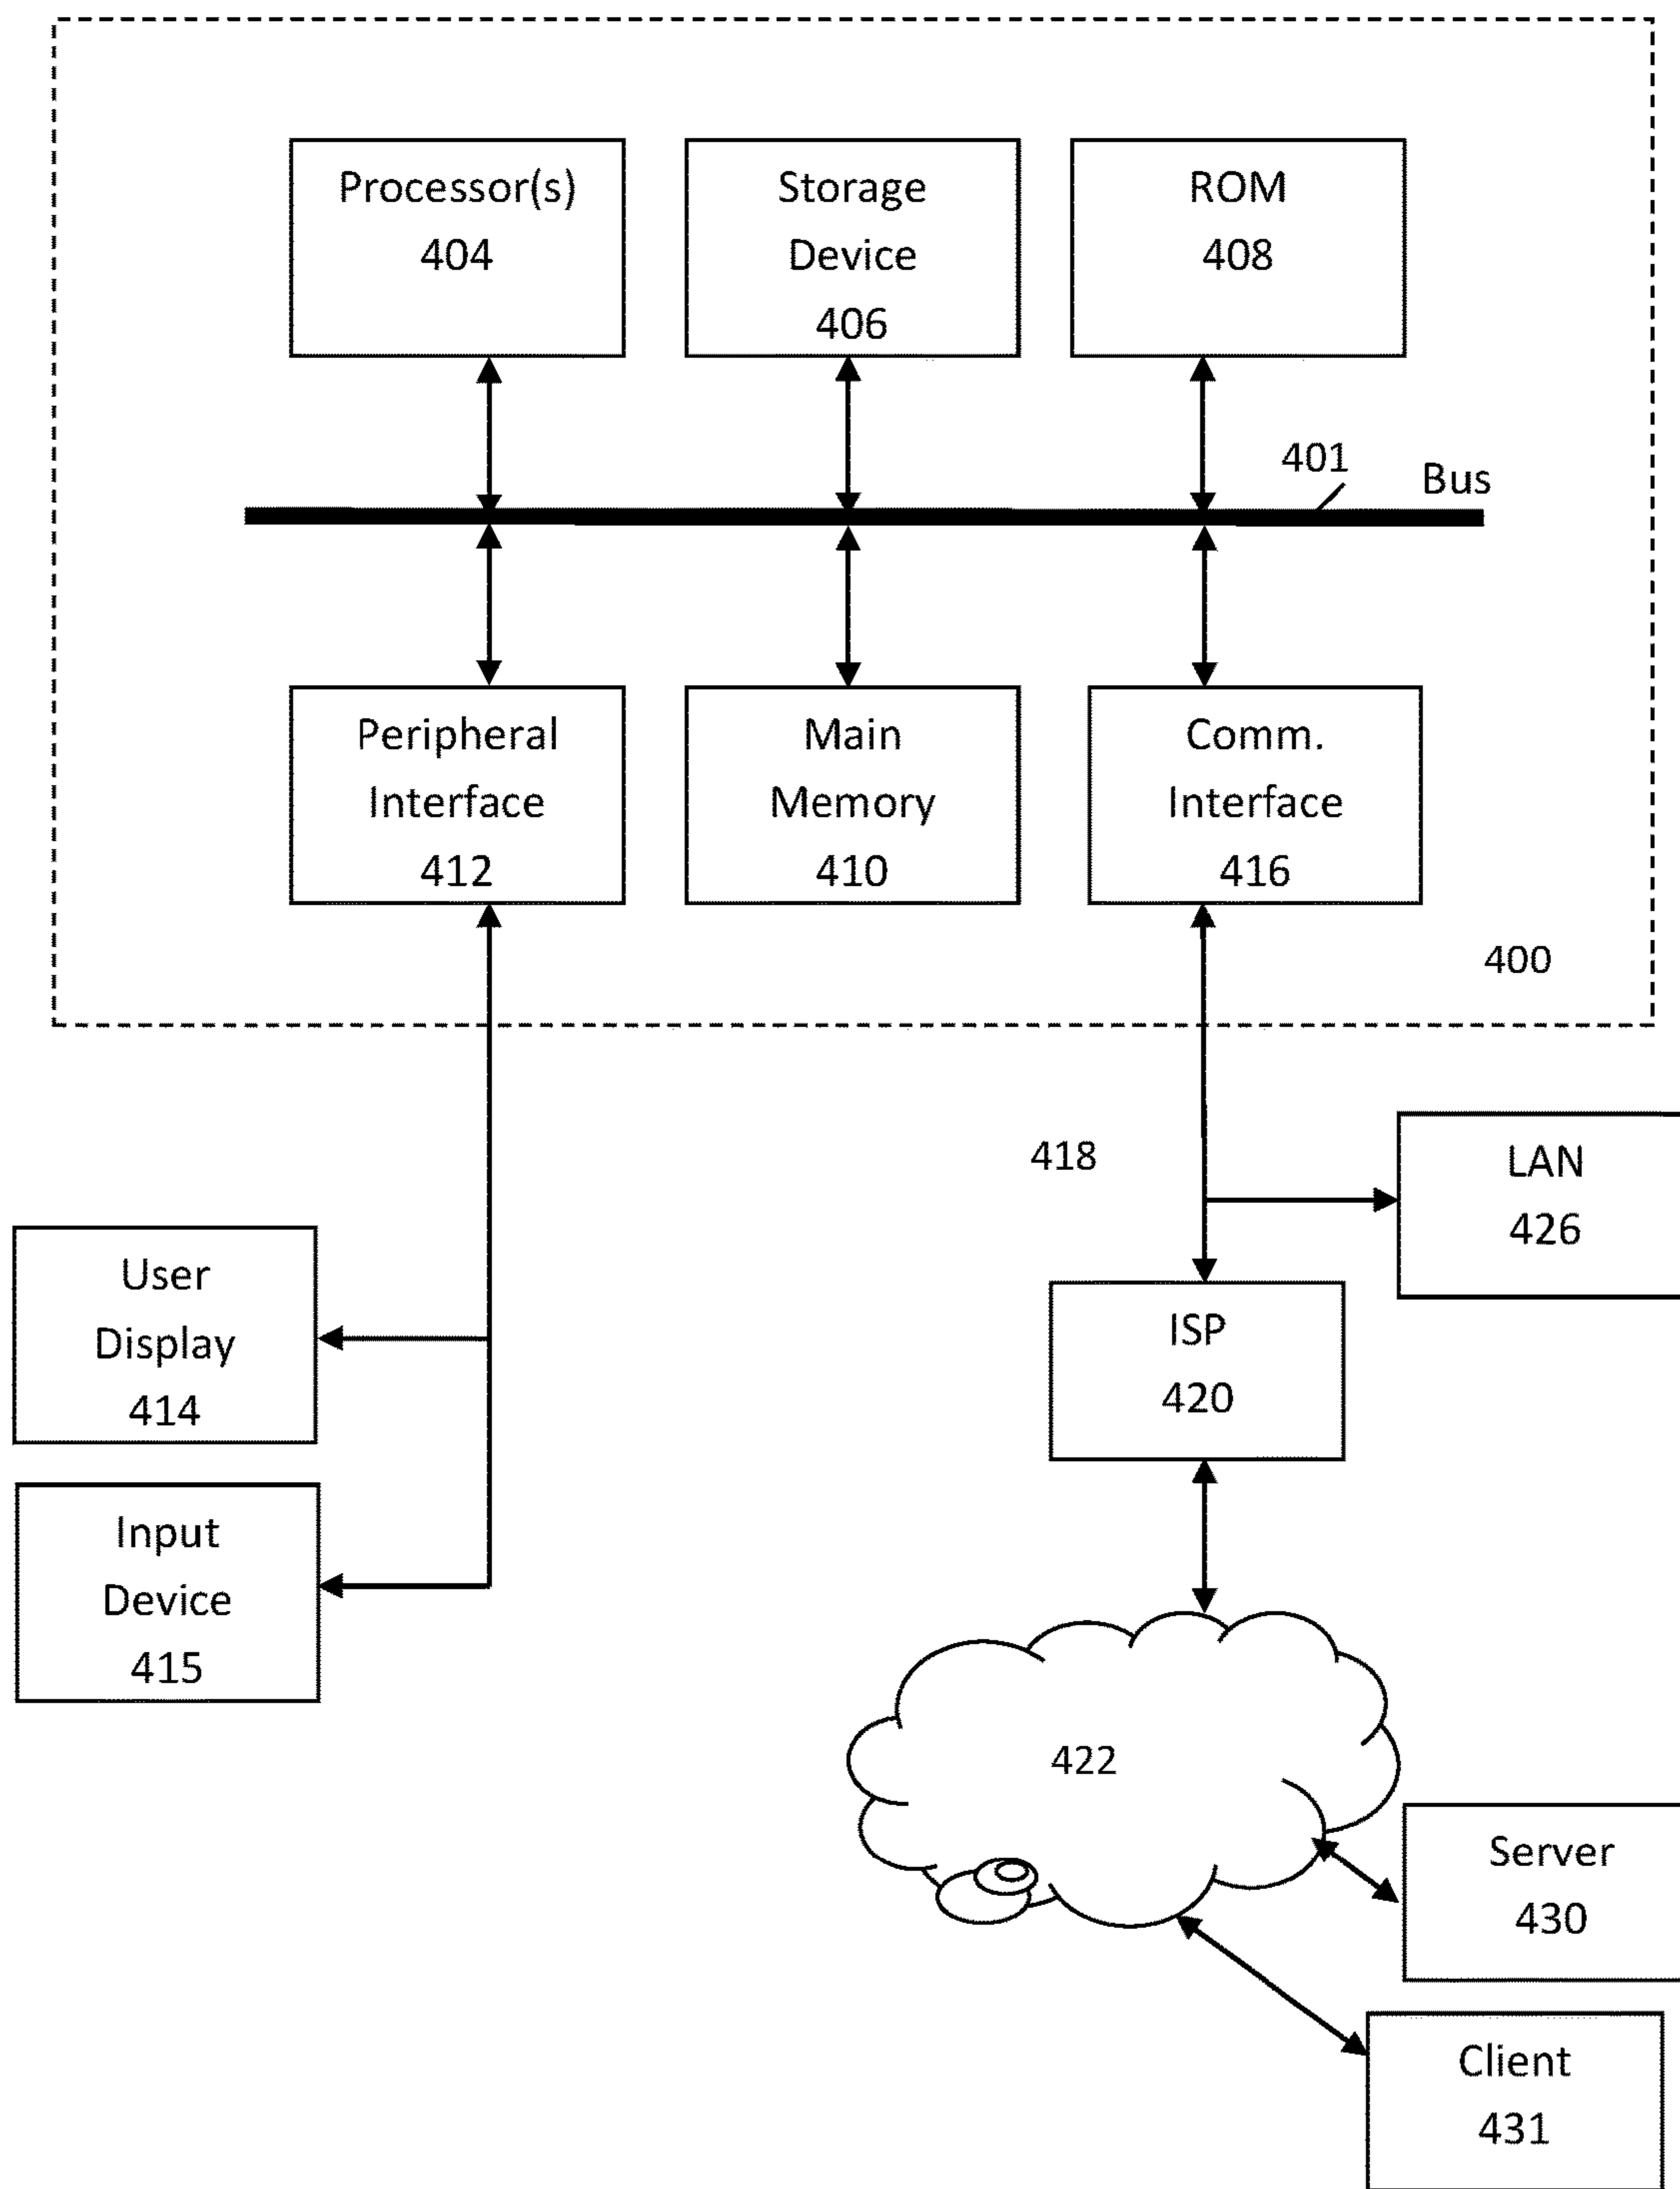 Processor(s)
404
Storage
Device
406
ROM
408
401
Bus
Peripheral
Interface
412
Main
Memory
410
Comm.
Interface
416
400
418
LAN
426
User
Display
414
ISP
420
Input
Device
415
422
Server
430
Client
431